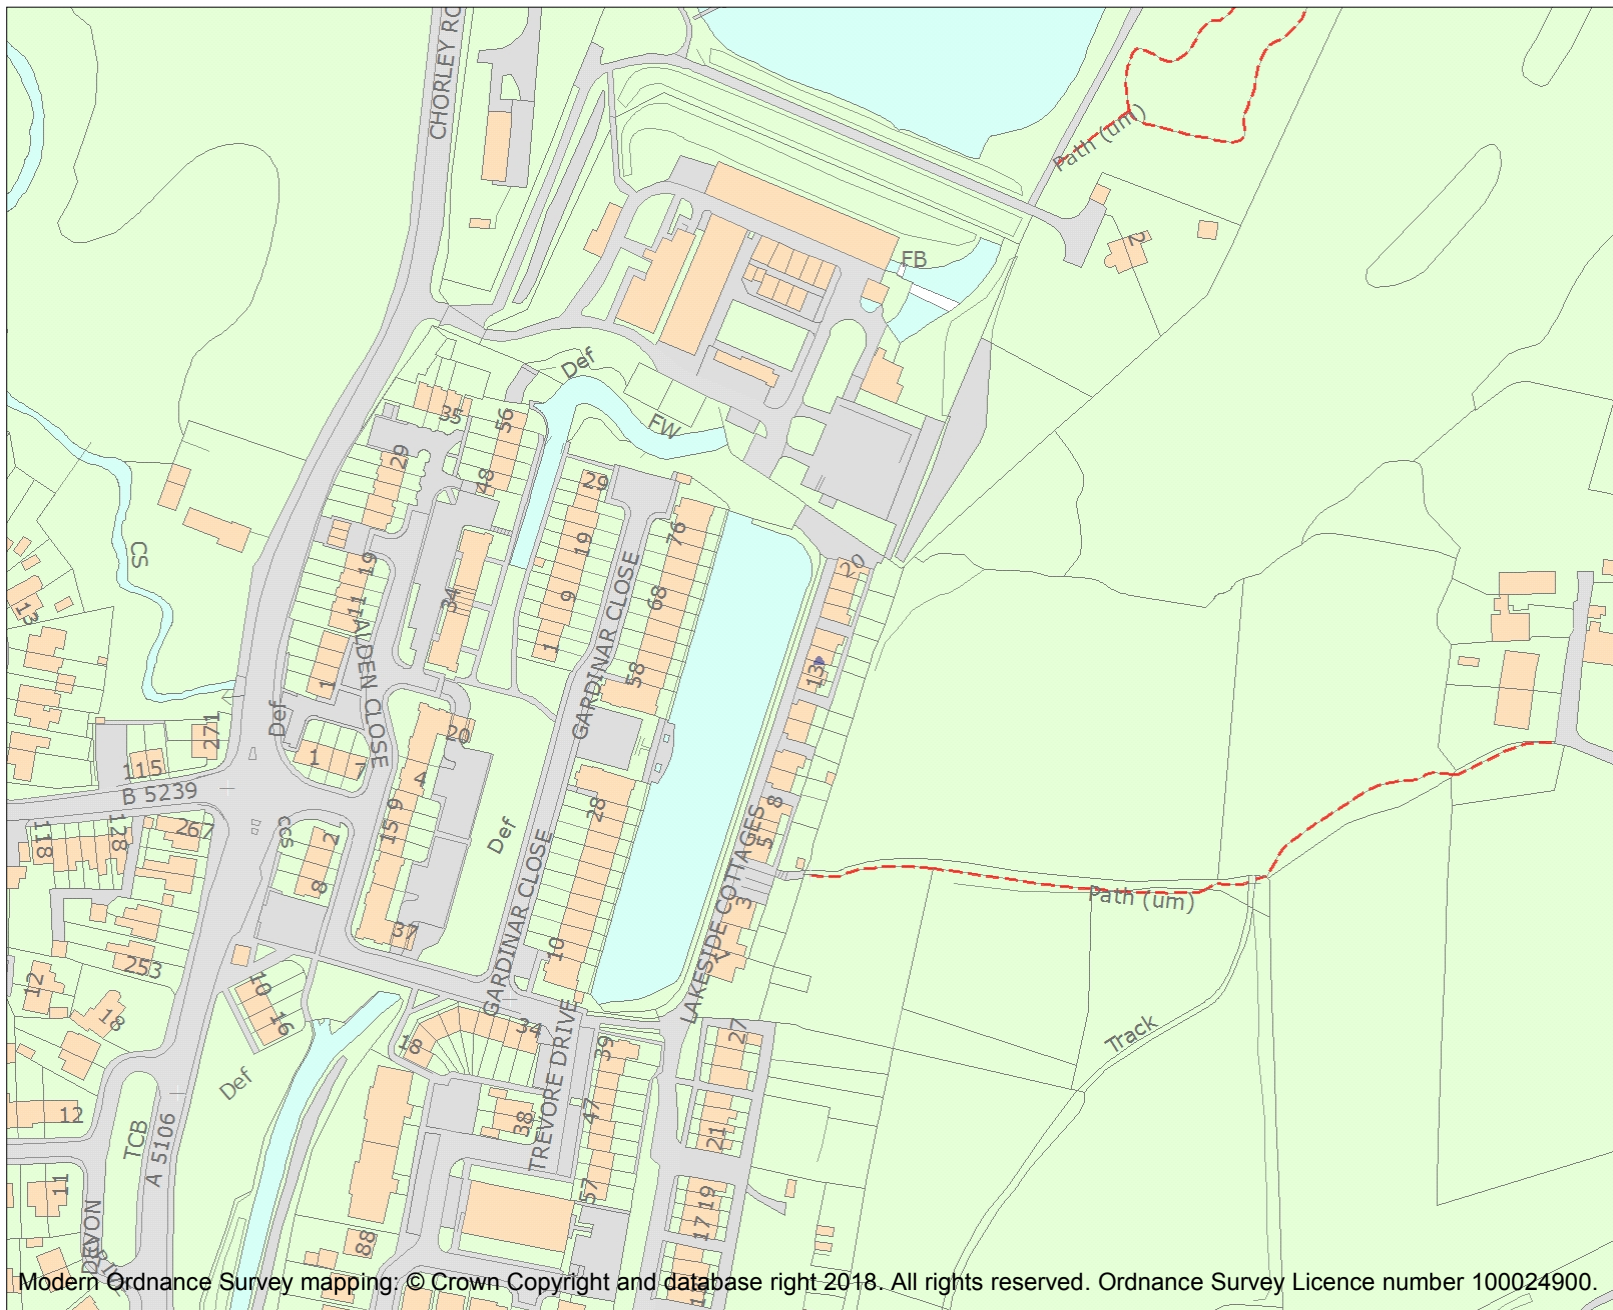 CHORLEY RO
Path (um)
2
FB
Def
35
56
FW
29
48
29
76
CS
19
19
20
13
11
9
34
68
ALDEN CLOSE
1
GARDINAR CLOSE
58
13
1
Def
271
20
1
7
115
4
B 5239
28
8
118
128
267
ccs
2
15 9
Def
5
LAKESIDE COTTAGES
8
Path (um)
3
37
10
253
1
12
10
GARDINAR CLOSE
18
16
18
34
39
27
Track
TREVORE DRIVE
Def
12
TCB
A 5106
38
47
21
11
57
19
17
DEVON
DRIVE
88
Modern Ordnance Survey mapping: © Crown Copyright and database right 2018. All rights reserved. Ordnance Survey Licence number 100024900.